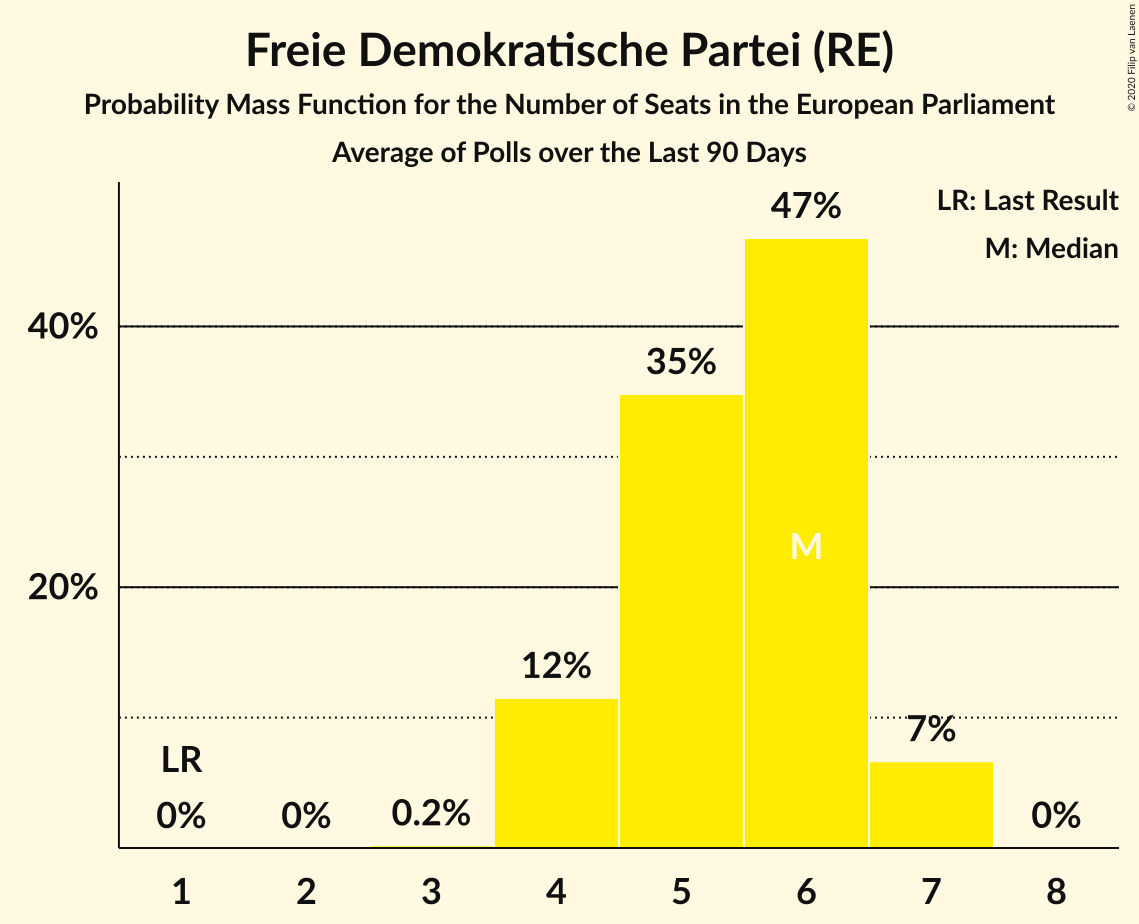 Freie Demokratische Partei (RE)
Probability Mass Function for the Number of Seats in the European Parliament
Average of Polls over the Last 90 Days
© 2020 Filip van Laenen
LR: Last Result
M: Median
47%
40%
35%
M
20%
12%
7%
LR
0%
0%
0.2%
0%
1 2 3 4 5 6 7 8